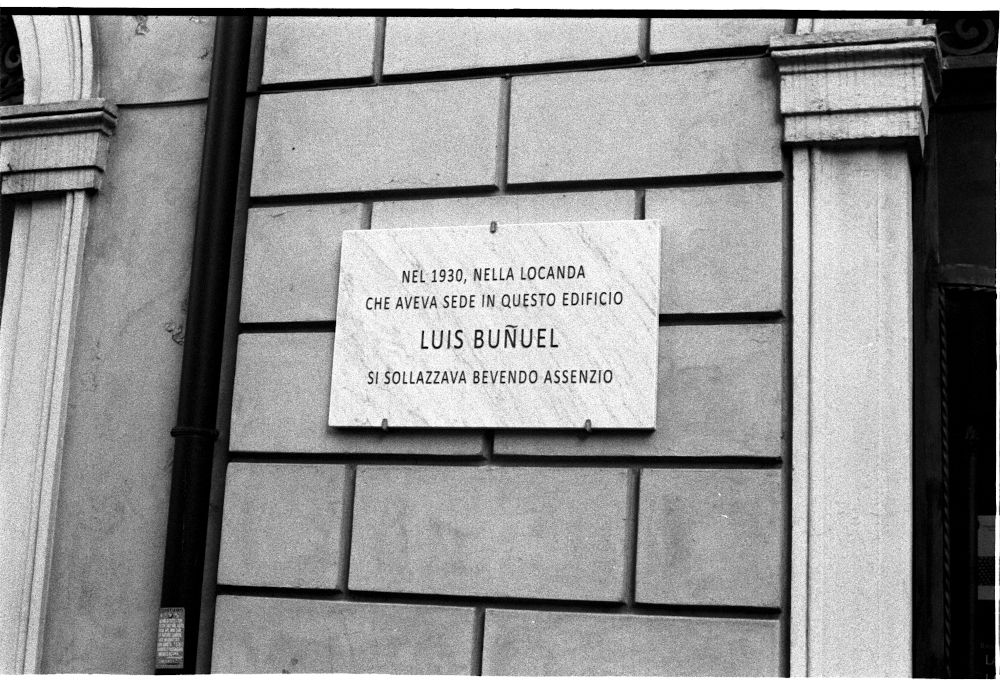 NEL 1930, NELLA LOCANDA
CHE AVEVA SEDE IN QUESTO EDIFICIO
LUIS BUÑUEL
SI SOLLAZZAVA BEVENDO ASSENZIO